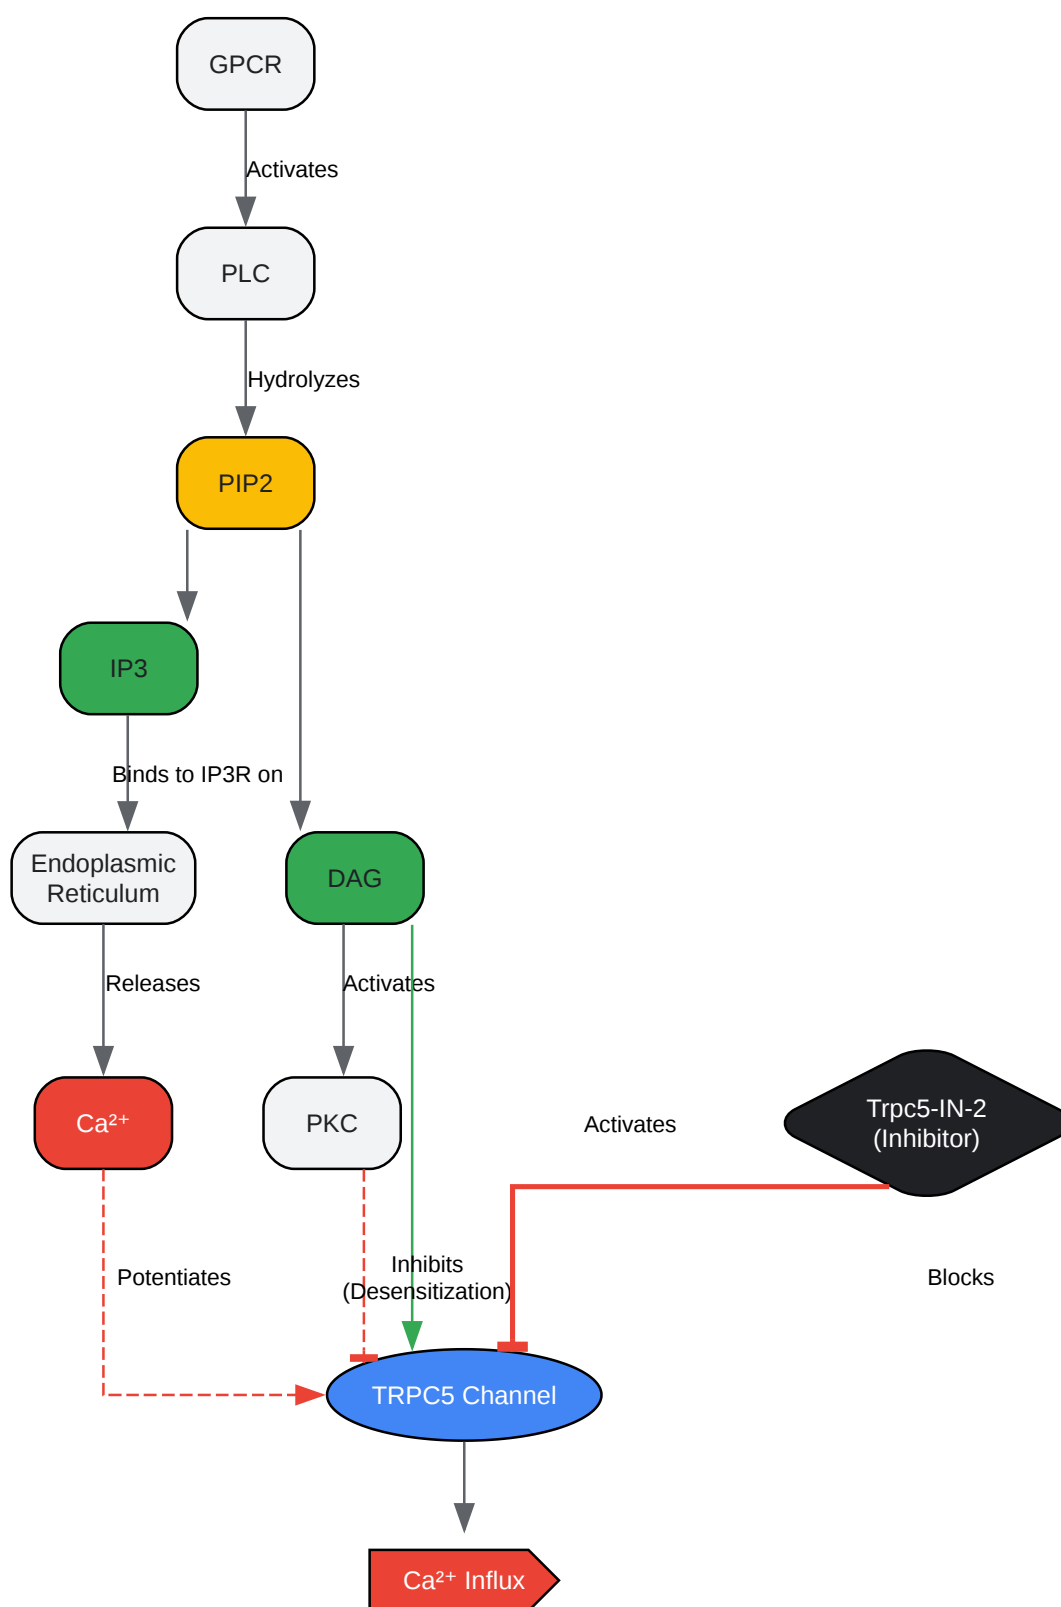 GPCR
Activates
PLC
Hydrolyzes
PIP2
IP3
Binds to IP3R on
Endoplasmic
Reticulum
DAG
Releases
Activates
Ca²⁺
PKC
Activates
Trpc5-IN-2
(Inhibitor)
Potentiates
Inhibits
(Desensitization)
Blocks
TRPC5 Channel
Ca²⁺ Influx